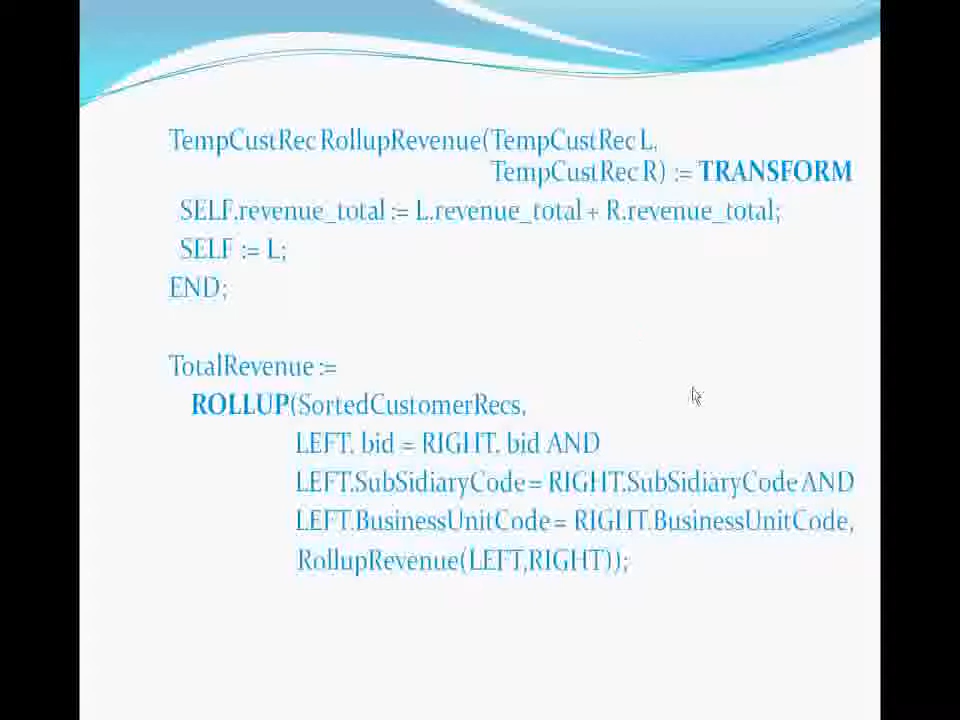 TempCustRec RollupRevenue(TempCustRec L,
TempCustRec R) := TRANSFORM
SELF.revenue_total := L.revenue_total + R.revenue_total;
SELF := L;
END;
TotalRevenue :=
ROLLUP(SortedCustomerRecs,
LEFT. bid = RIGHT. bid AND
LEFT.SubSidiaryCode = RIGHT.SubSidiaryCode AND
LEFT.BusinessUnitCode = RIGHT.BusinessUnitCode,
RollupRevenue(LEFT,RIGHT));